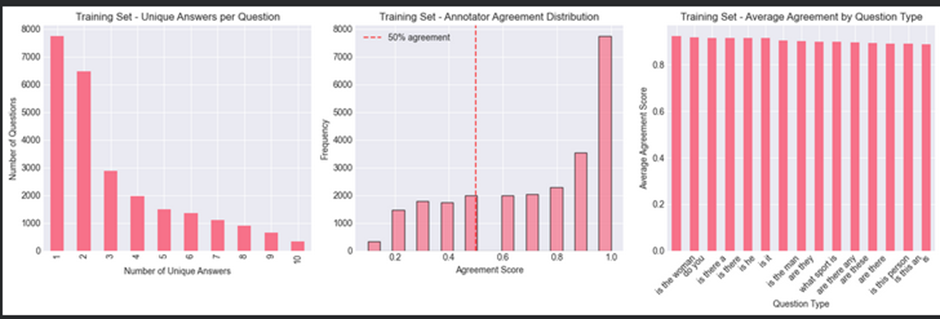 Training Set - Unique Answers per Question
Number of Questions
8000
7000
6000
5000
4000
3000
2000
1000
0
1
2
3
4
5
6
7
8
9
10
Number of Unique Answers
Training Set - Annotator Agreement Distribution
50% agreement
Frequency
8000
7000
6000
5000
4000
3000
2000
1000
0
0.2
0.4
0.6
0.8
1.0
Agreement Score
Training Set - Average Agreement by Question Type
Average Agreement Score
0.8
0.6
0.4
0.2
0.0
is the woman
do you
is there a
is there
is he
is it
is the man
are they
what sport is
are there any
are these
are there
is this person
is this an
is
Question Type